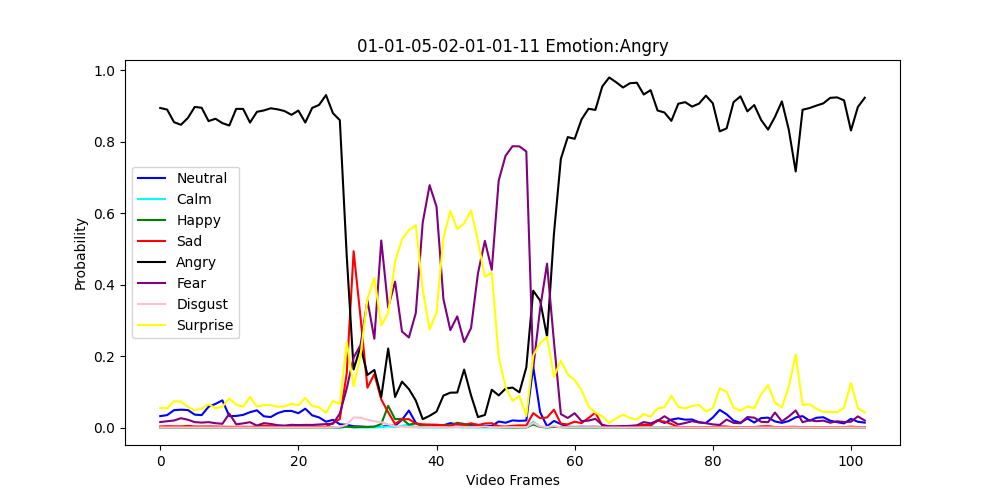 01-01-05-02-01-01-11 Emotion:Angry
1.0
0.8
0.6
0.4
0.2
0.0
Probability
Neutral
Calm
Happy
Sad
Angry
Fear
Disgust
Surprise
0 20 40 60 80 100
Video Frames